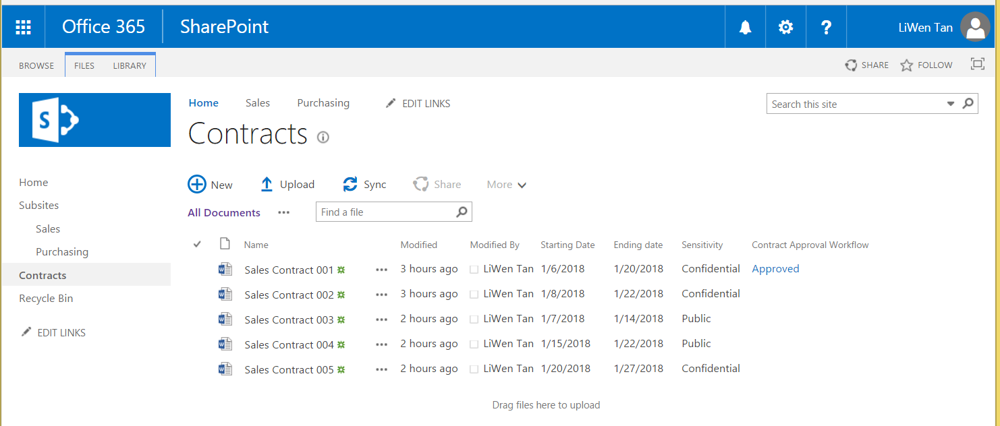 Office 365 SharePoint ? LiWen Tan
BROWSE FILES LIBRARY SHARE FOLLOW
S
Home Sales Purchasing EDIT LINKS Search this site
Contracts
Home
Subsites
Sales
Purchasing
Contracts
Recycle Bin
EDIT LINKS
New Upload Sync Share More
All Documents ... Find a file
Name Modified Modified By Starting Date Ending date Sensitivity Contract Approval Workflow
Sales Contract 001 ... 3 hours ago LiWen Tan 1/6/2018 1/20/2018 Confidential Approved
Sales Contract 002 ... 3 hours ago LiWen Tan 1/8/2018 1/22/2018 Confidential
Sales Contract 003 ... 2 hours ago LiWen Tan 1/7/2018 1/14/2018 Public
Sales Contract 004 ... 2 hours ago LiWen Tan 1/15/2018 1/22/2018 Public
Sales Contract 005 ... 2 hours ago LiWen Tan 1/20/2018 1/27/2018 Confidential
Drag files here to upload